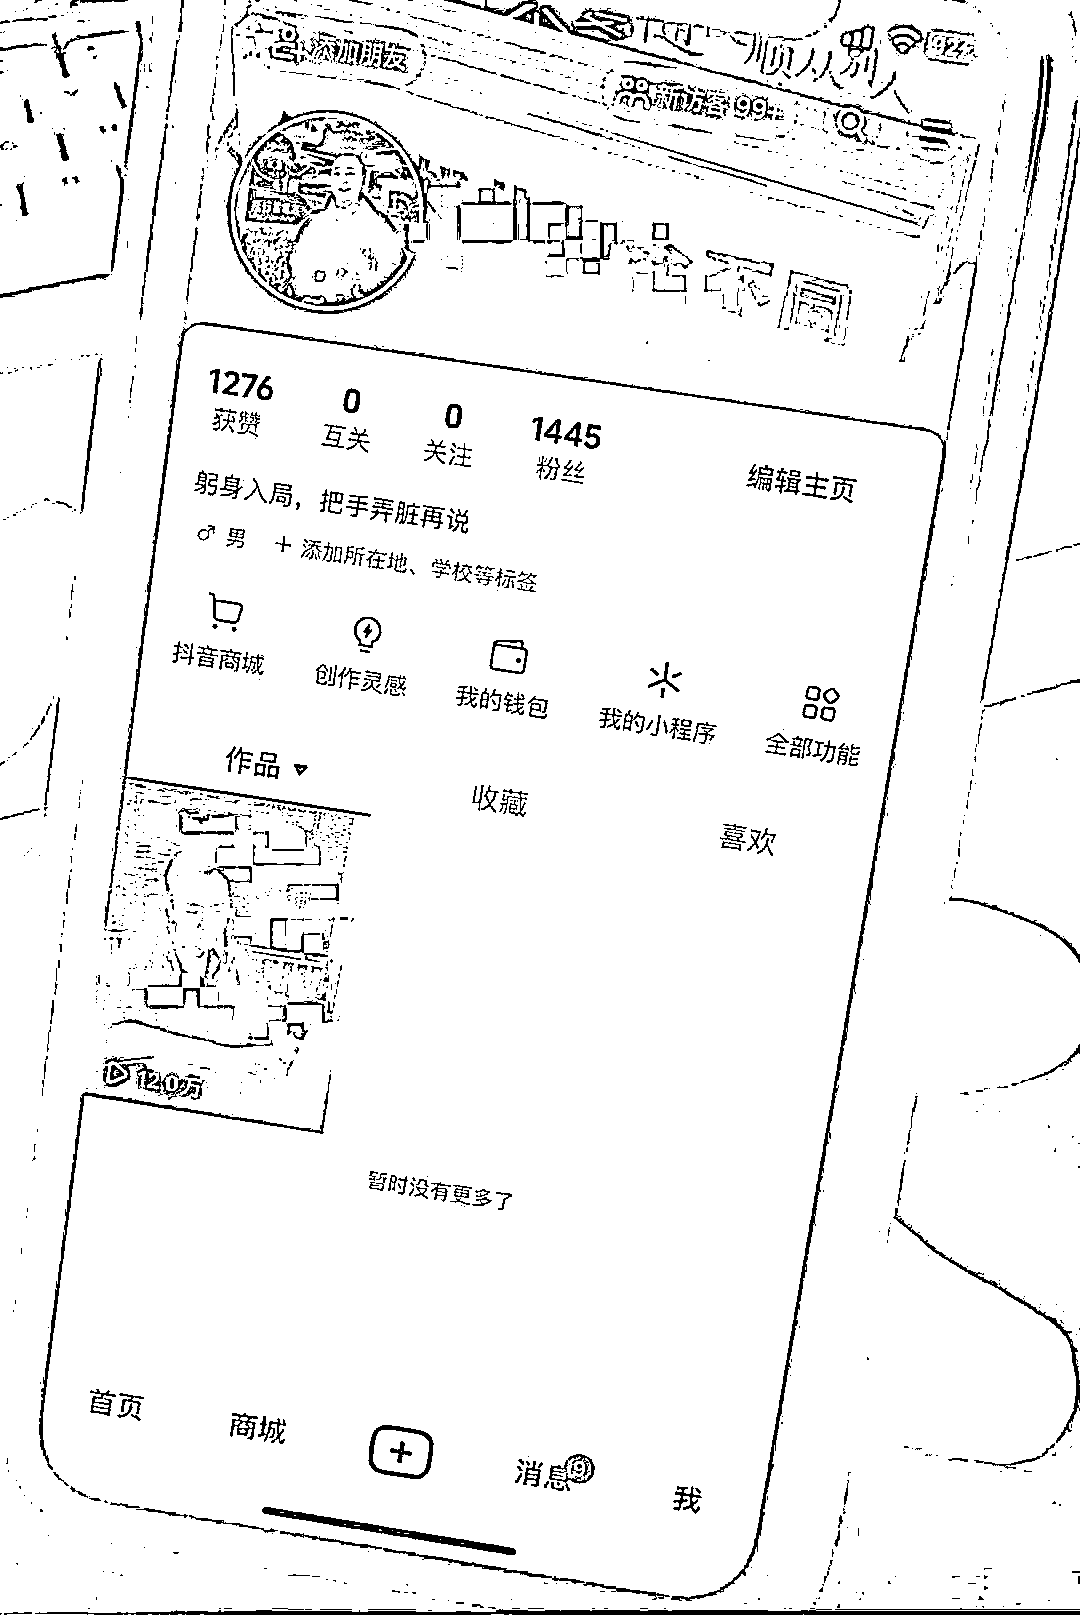 添加朋友
新访客 99+
不同
1276 获赞
0 互关
0 关注
1445 粉丝
编辑主页
躬身入局，把手弄脏再说
♂ 男 + 添加所在地、学校等标签
抖音商城
创作灵感
我的钱包
我的小程序
全部功能
作品
收藏
喜欢
12.0万
暂时没有更多了
首页
商城
消息 9
我